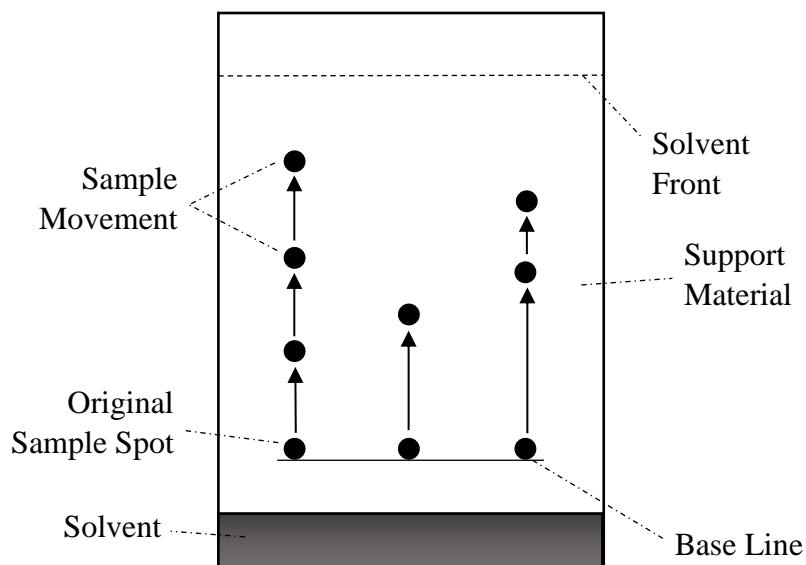 Sample
Movement
Original
Sample Spot
Solvent
Solvent
Front
Support
Material
Base Line